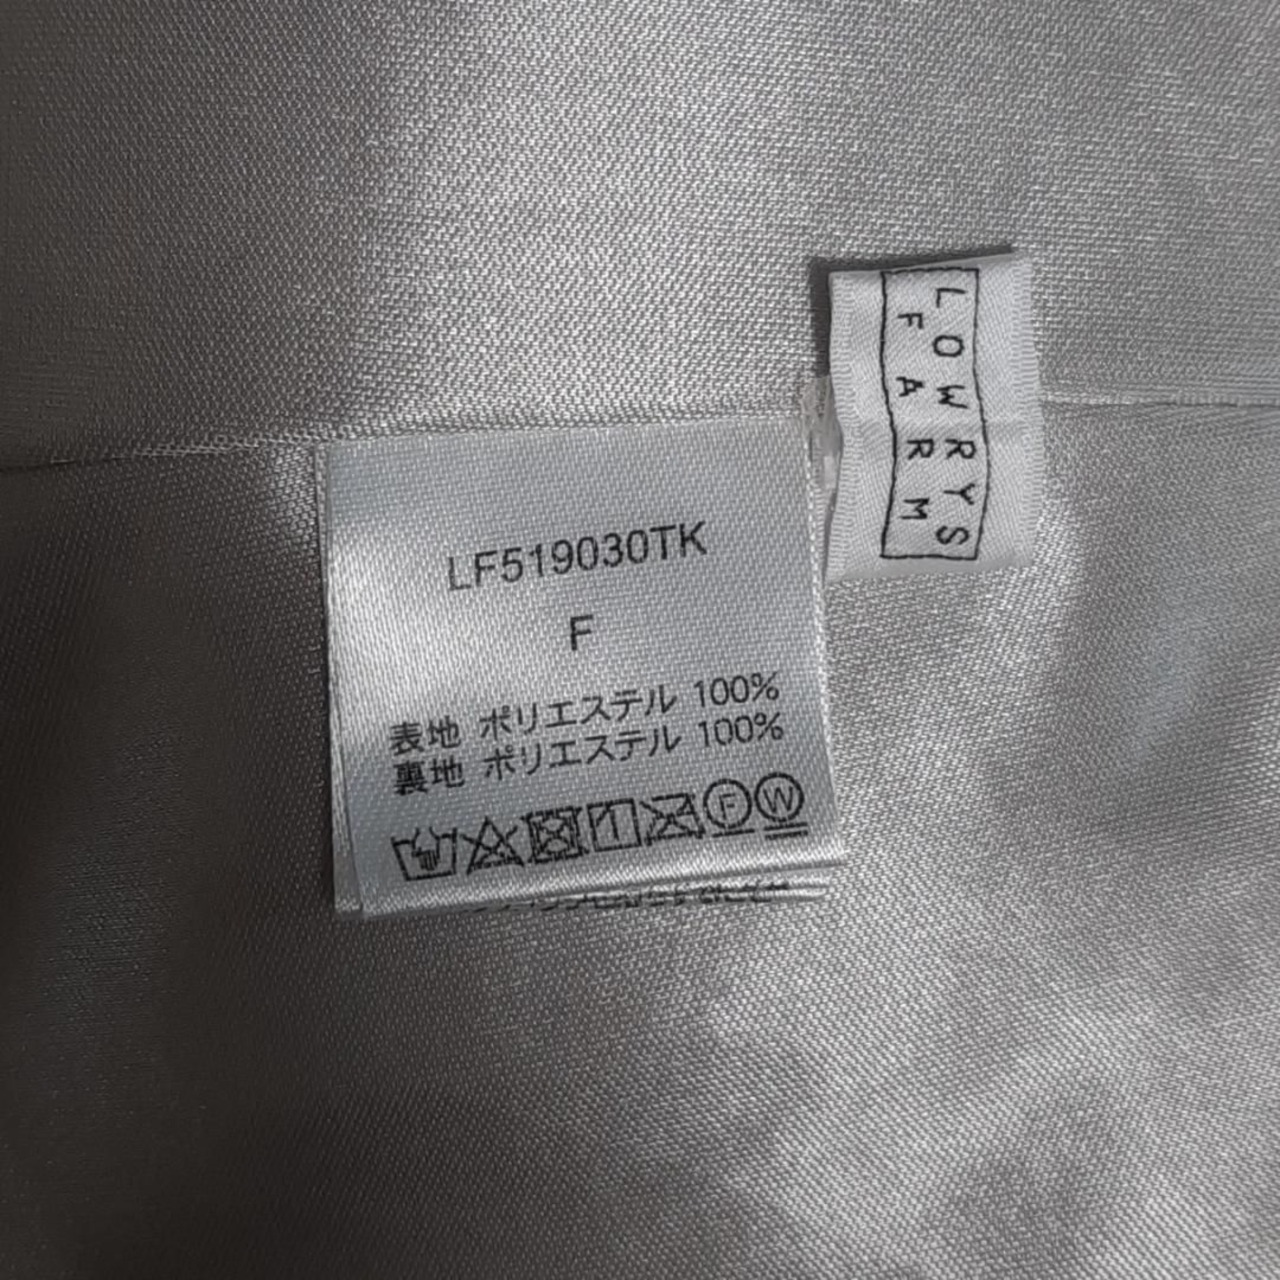 LF519030TK
F
表地 ポリエステル 100%
裏地 ポリエステル 100%
F W
LOWRYS
FARM